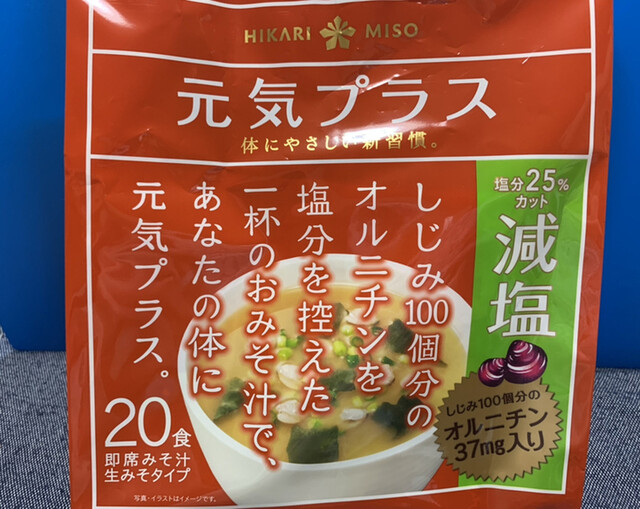 HIKARI MISO
元気プラス
体にやさしい新習慣。
しじみ100個分の
オルニチンを
塩分を控えた
一杯のおみそ汁で、
あなたの体に
元気プラス。
塩分25%
カット
減塩
しじみ100個分の
オルニチン
37mg入り
20食
即席みそ汁
生みそタイプ
写真・イラストはイメージです。